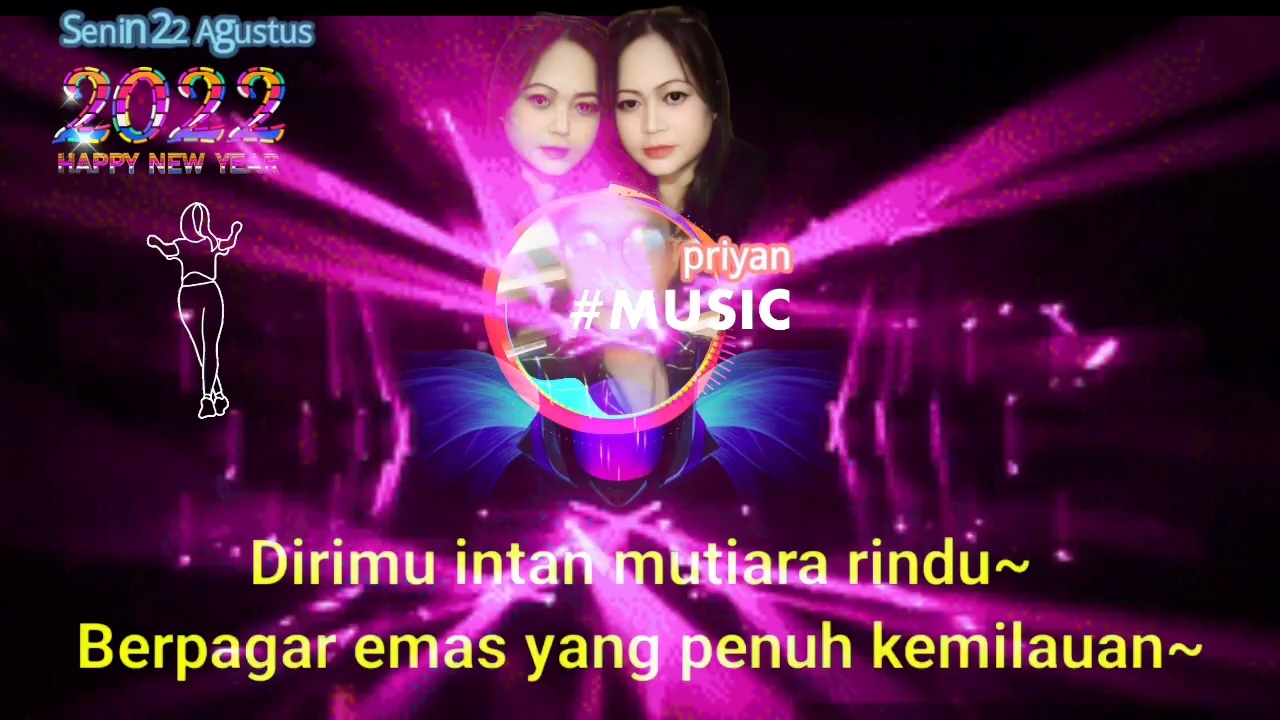 Senin 22 Agustus
2022
HAPPY NEW YEAR
priyan
#MUSIC
Dirimu intan mutiara rindu~
Berpagar emas yang penuh kemilauan~